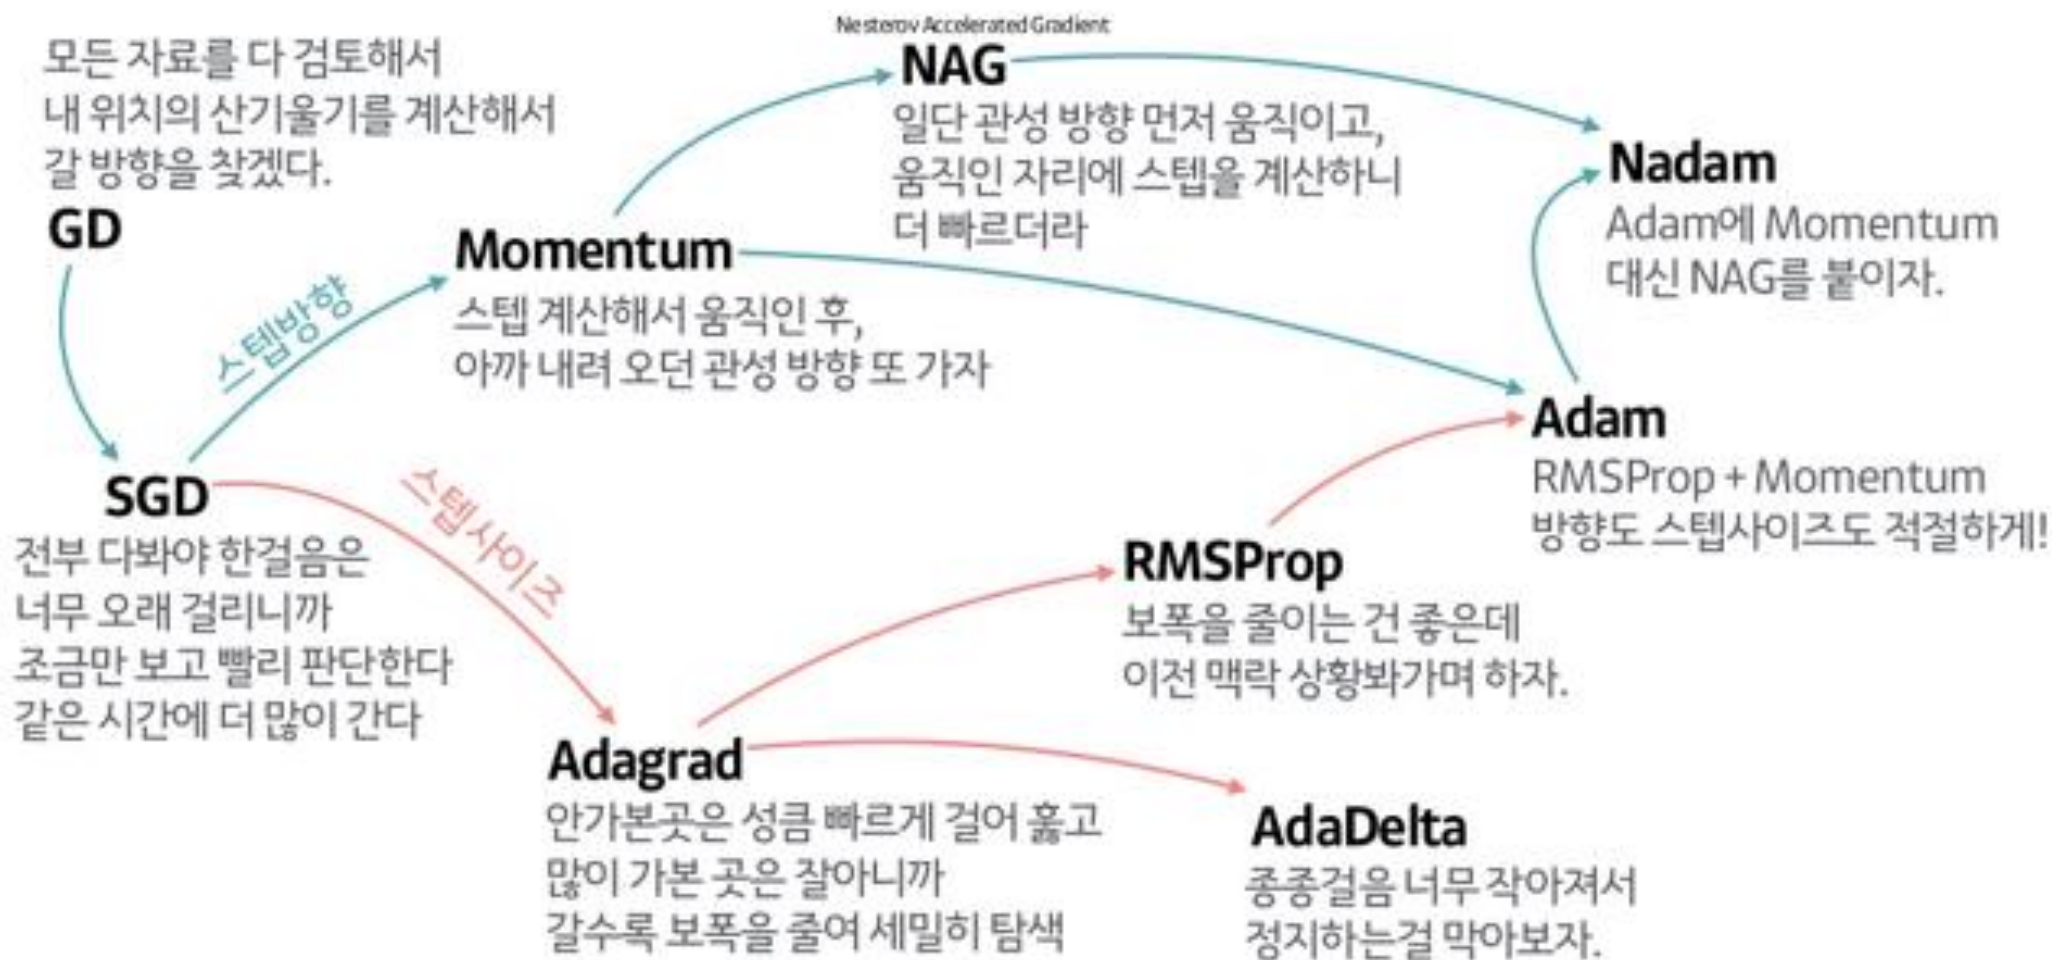 모든 자료를 다 검토해서
내 위치의 산기울기를 계산해서
갈 방향을 찾겠다.
GD
스텝방향
Momentum
스텝 계산해서 움직인 후,
아까 내려 오던 관성 방향 또 가자
Nesterov Accelerated Gradient
NAG
일단 관성 방향 먼저 움직이고,
움직인 자리에 스텝을 계산하니
더 빠르더라
Nadam
Adam에 Momentum
대신 NAG를 붙이자.
Adam
RMSProp + Momentum
방향도 스텝사이즈도 적절하게!
SGD
전부 다봐야 한걸음은
너무 오래 걸리니까
조금만 보고 빨리 판단한다
같은 시간에 더 많이 간다
스텝사이즈
RMSProp
보폭을 줄이는 건 좋은데
이전 맥락 상황봐가며 하자.
Adagrad
안가본곳은 성큼 빠르게 걸어 훑고
많이 가본 곳은 잘아니까
갈수록 보폭을 줄여 세밀히 탐색
AdaDelta
종종걸음 너무 작아져서
정지하는걸 막아보자.